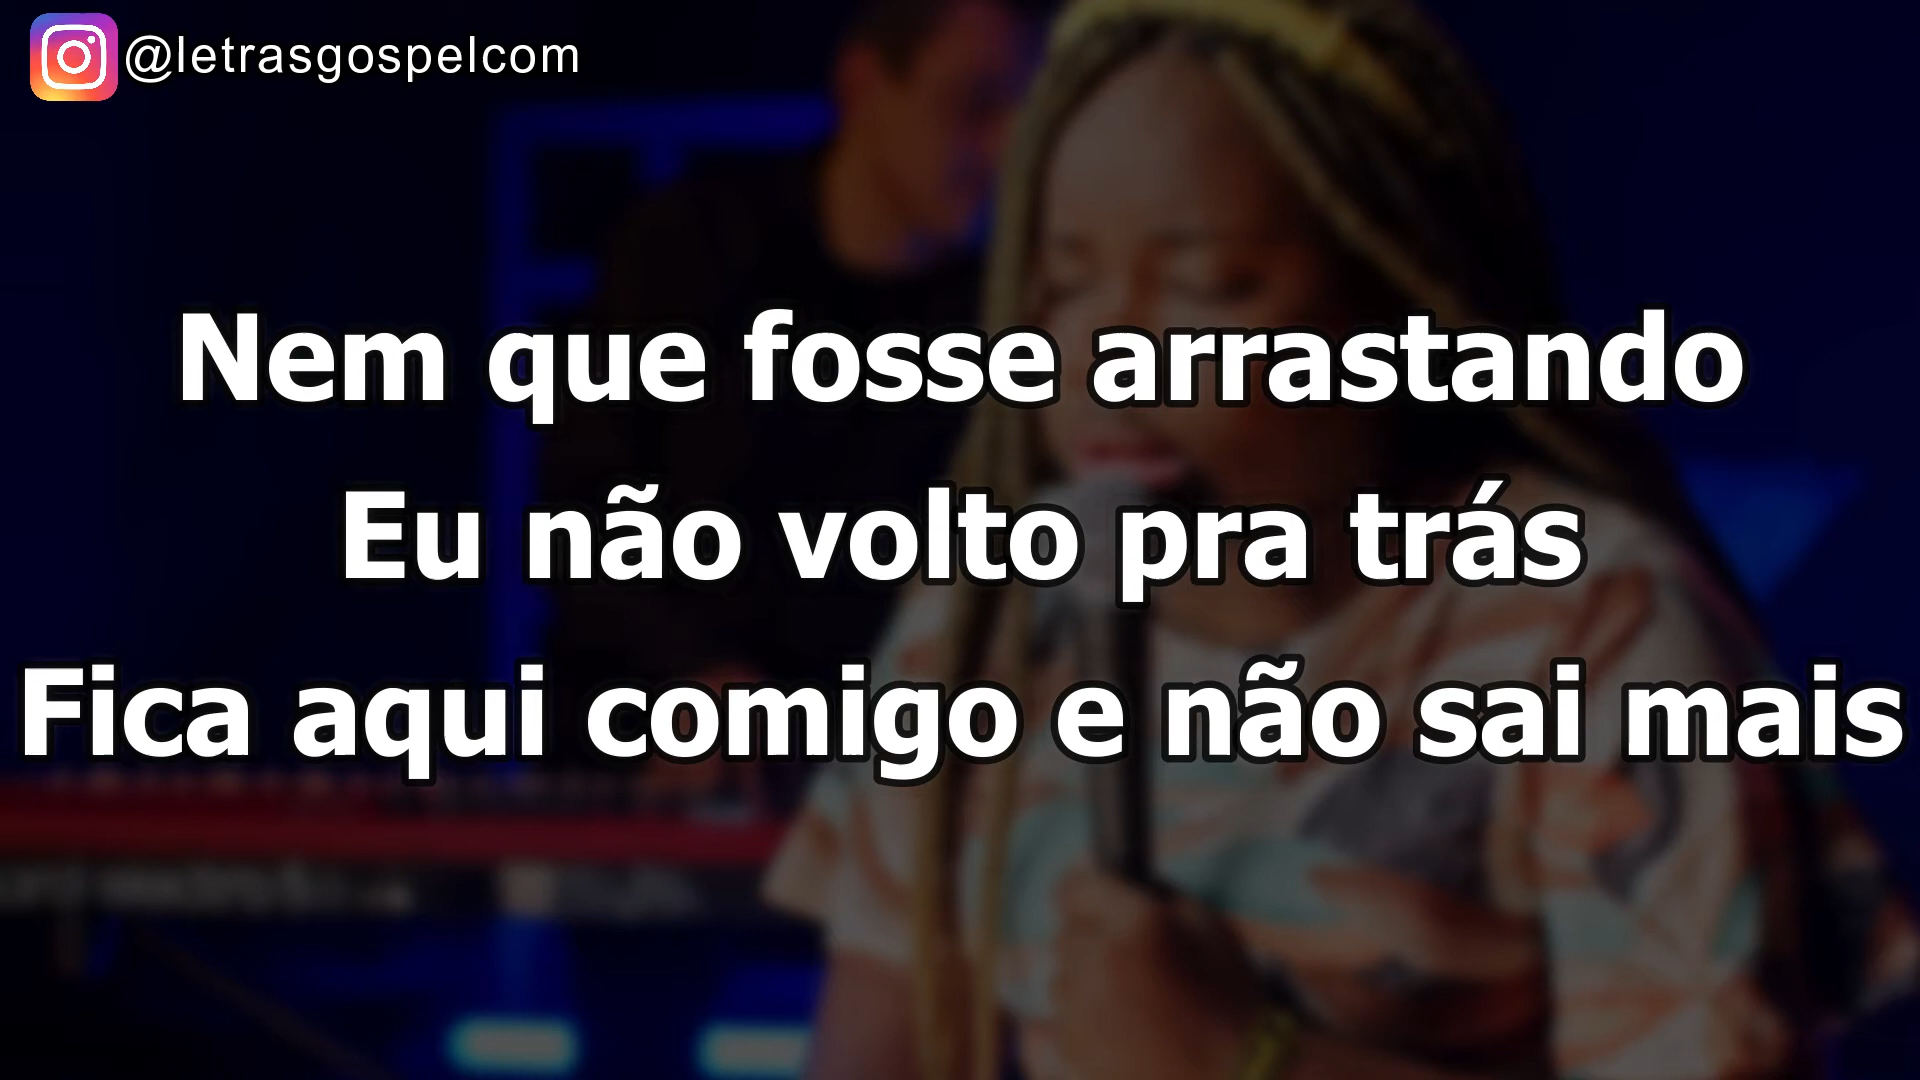 @letrasgospelcom
Nem que fosse arrastando
Eu não volto pra trás
Fica aqui comigo e não sai mais